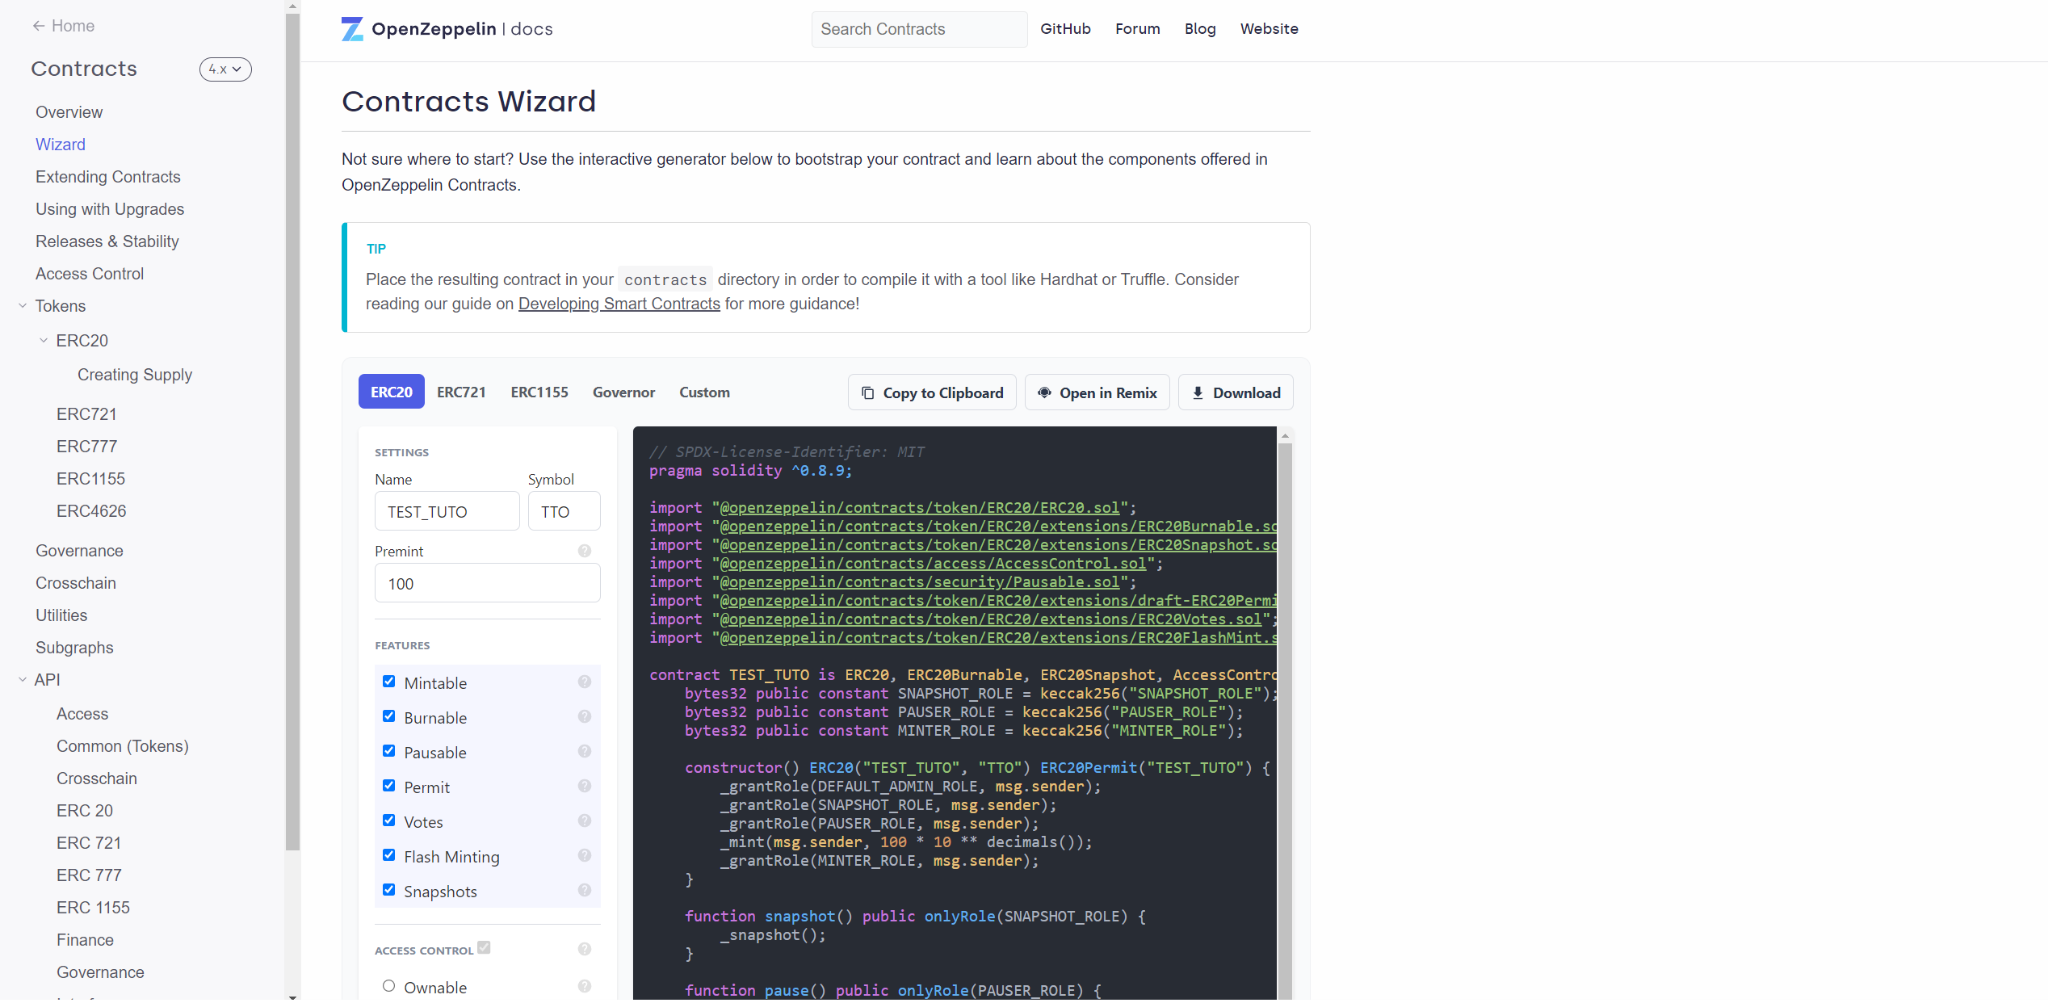 ← Home
Contracts
4.x
Overview
Wizard
Extending Contracts
Using with Upgrades
Releases & Stability
Access Control
Tokens
ERC20
Creating Supply
ERC721
ERC777
ERC1155
ERC4626
Governance
Crosschain
Utilities
Subgraphs
API
Access
Common (Tokens)
Crosschain
ERC 20
ERC 721
ERC 777
ERC 1155
Finance
Governance
OpenZeppelin | docs
Search Contracts
GitHub
Forum
Blog
Website
Contracts Wizard
Not sure where to start? Use the interactive generator below to bootstrap your contract and learn about the components offered in
OpenZeppelin Contracts.
TIP
Place the resulting contract in your contracts directory in order to compile it with a tool like Hardhat or Truffle. Consider
reading our guide on Developing Smart Contracts for more guidance!
ERC20
ERC721
ERC1155
Governor
Custom
Copy to Clipboard
Open in Remix
Download
SETTINGS
Name
Symbol
TEST_TUTO
TTO
Premint
?
100
FEATURES
Mintable ?
Burnable ?
Pausable ?
Permit ?
Votes ?
Flash Minting ?
Snapshots ?
ACCESS CONTROL ?
Ownable ?
// SPDX-License-Identifier: MIT
pragma solidity ^0.8.9;
import "@openzeppelin/contracts/token/ERC20/ERC20.sol";
import "@openzeppelin/contracts/token/ERC20/extensions/ERC20Burnable.so
import "@openzeppelin/contracts/token/ERC20/extensions/ERC20Snapshot.so
import "@openzeppelin/contracts/access/AccessControl.sol";
import "@openzeppelin/contracts/security/Pausable.sol";
import "@openzeppelin/contracts/token/ERC20/extensions/draft-ERC20Permi
import "@openzeppelin/contracts/token/ERC20/extensions/ERC20Votes.sol";
import "@openzeppelin/contracts/token/ERC20/extensions/ERC20FlashMint.s
contract TEST_TUTO is ERC20, ERC20Burnable, ERC20Snapshot, AccessContro
bytes32 public constant SNAPSHOT_ROLE = keccak256("SNAPSHOT_ROLE");
bytes32 public constant PAUSER_ROLE = keccak256("PAUSER_ROLE");
bytes32 public constant MINTER_ROLE = keccak256("MINTER_ROLE");
constructor() ERC20("TEST_TUTO", "TTO") ERC20Permit("TEST_TUTO") {
_grantRole(DEFAULT_ADMIN_ROLE, msg.sender);
_grantRole(SNAPSHOT_ROLE, msg.sender);
_grantRole(PAUSER_ROLE, msg.sender);
_mint(msg.sender, 100 * 10 ** decimals());
_grantRole(MINTER_ROLE, msg.sender);
}
function snapshot() public onlyRole(SNAPSHOT_ROLE) {
_snapshot();
}
function pause() public onlyRole(PAUSER_ROLE) {